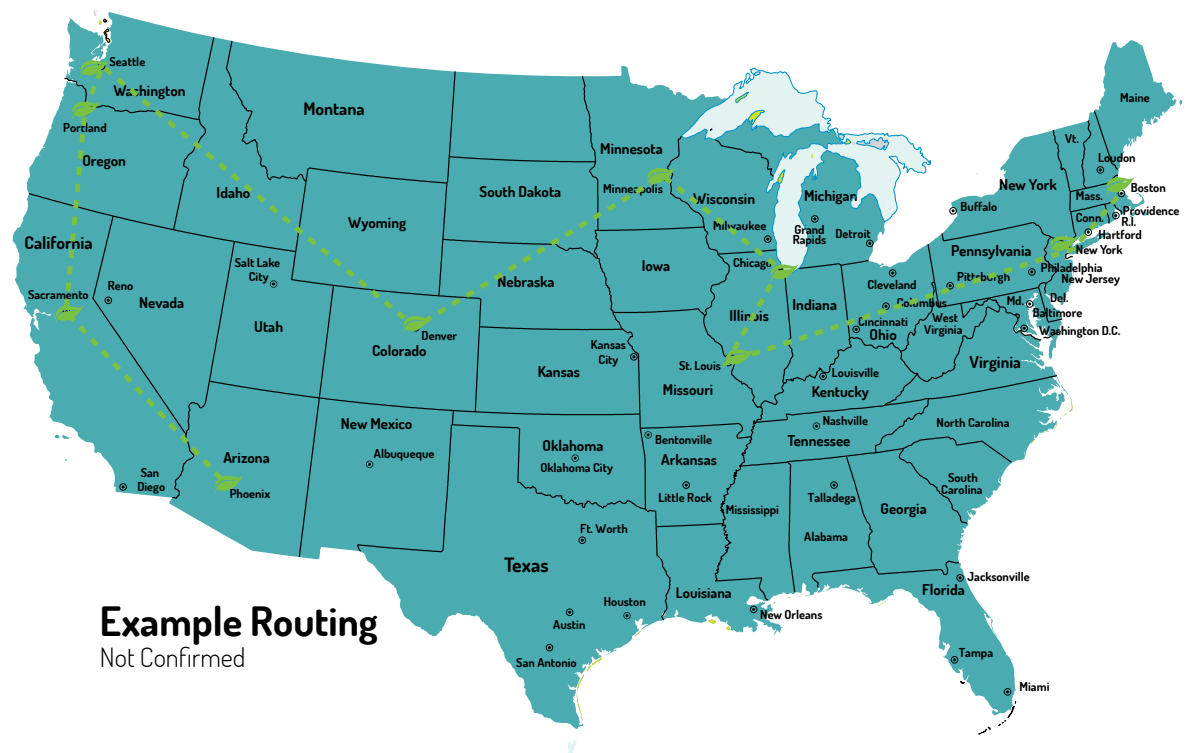 Seattle
Washington
Montana
Maine
Portland
Minnesota
Vt.
Oregon
Loudon
Idaho
South Dakota
Minneapolis
Wisconsin
Michigan
New York
Boston
Mass.
Buffalo
Providence
R.I.
Conn.
Hartford
Wyoming
Milwaukee
Grand
Rapids
Detroit
California
New York
Pennsylvania
Salt Lake
City
Chicago
Iowa
Philadelphia
New Jersey
Pittburgh
Cleveland
Nebraska
Reno
Sacramento
Nevada
Indiana
Columbus
Md.
Del.
Baltimore
Illinois
Utah
Cincinnati
Ohio
West
Virginia
Washington D.C.
Denver
Colorado
Kansas
City
St. Louis
Virginia
Kansas
Louisville
Missouri
Kentucky
New Mexico
Nashville
North Carolina
Oklahoma
Bentonville
Tennessee
Albuquerque
Arizona
Oklahoma City
Arkansas
San
Diego
Phoenix
Little Rock
South
Carolina
Talladega
Mississippi
Georgia
Ft. Worth
Alabama
Texas
Jacksonville
Louisiana
Florida
Houston
New Orleans
Austin
Example Routing
Not Confirmed
San Antonio
Tampa
Miami